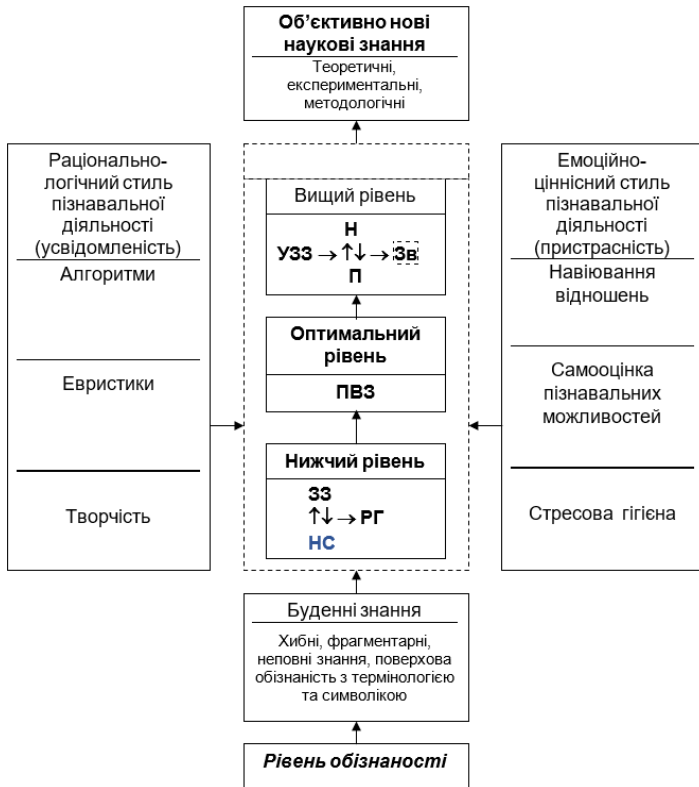 Об’єктивно нові
наукові знання
Теоретичні,
експериментальні,
методологічні
Раціонально-
логічний стиль
пізнавальної
діяльності
(усвідомленість)
Алгоритми
Евристики
Творчість
Вищий рівень
Н
УЗЗ → ↑↓ → Зв
П
Оптимальний
рівень
ПВЗ
Нижчий рівень
ЗЗ
↑↓ → РГ
НС
Емоційно-
ціннісний стиль
пізнавальної
діяльності
(пристрасність)
Навіювання
відношень
Самооцінка
пізнавальних
можливостей
Стресова гігієна
Буденні знання
Хибні, фрагментарні,
неповні знання, поверхова
обізнаність з термінологією
та символікою
Рівень обізнаності